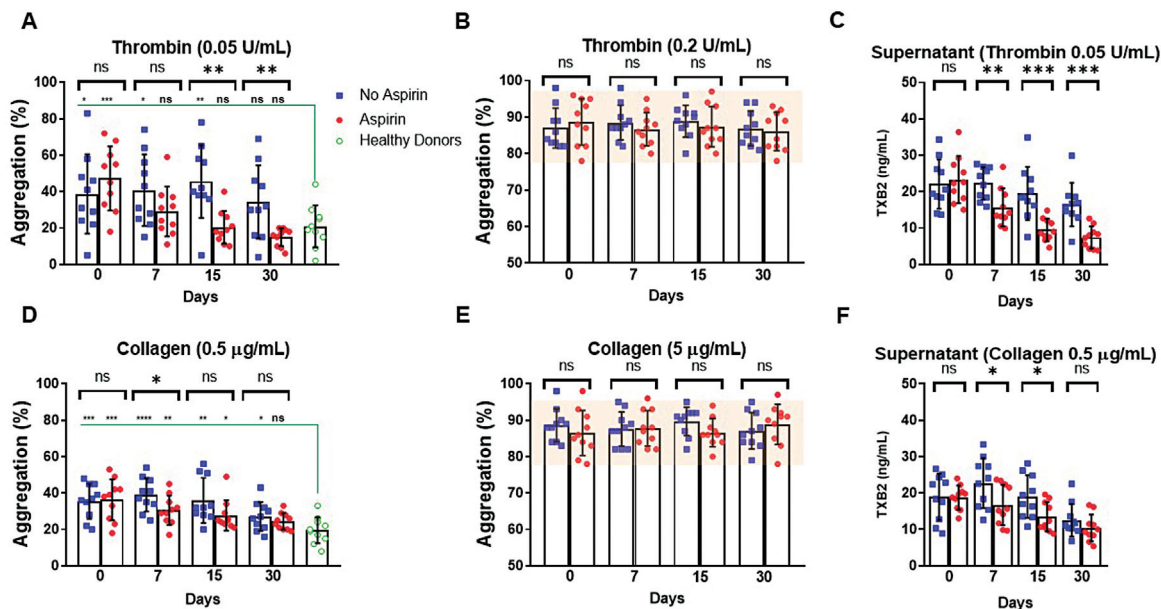 A
Thrombin (0.05 U/mL)
ns ns ** **
* *** * ns ** ns ns ns
Aggregation (%)
100
80
60
40
20
0
0 7 15 30
Days
No Aspirin
Aspirin
Healthy Donors
B
Thrombin (0.2 U/mL)
ns ns ns ns
Aggregation (%)
100
90
80
70
60
50
0 7 15 30
Days
C
Supernatant (Thrombin 0.05 U/mL)
ns ** *** ***
TXB2 (ng/mL)
50
40
30
20
10
0
0 7 15 30
Days
D
Collagen (0.5 μg/mL)
ns * ns ns
*** *** **** ** ** * * ns
Aggregation (%)
100
80
60
40
20
0
0 7 15 30
Days
E
Collagen (5 μg/mL)
ns ns ns ns
Aggregation (%)
100
90
80
70
60
50
0 7 15 30
Days
F
Supernatant (Collagen 0.5 μg/mL)
ns * * ns
TXB2 (ng/mL)
50
40
30
20
10
0
0 7 15 30
Days